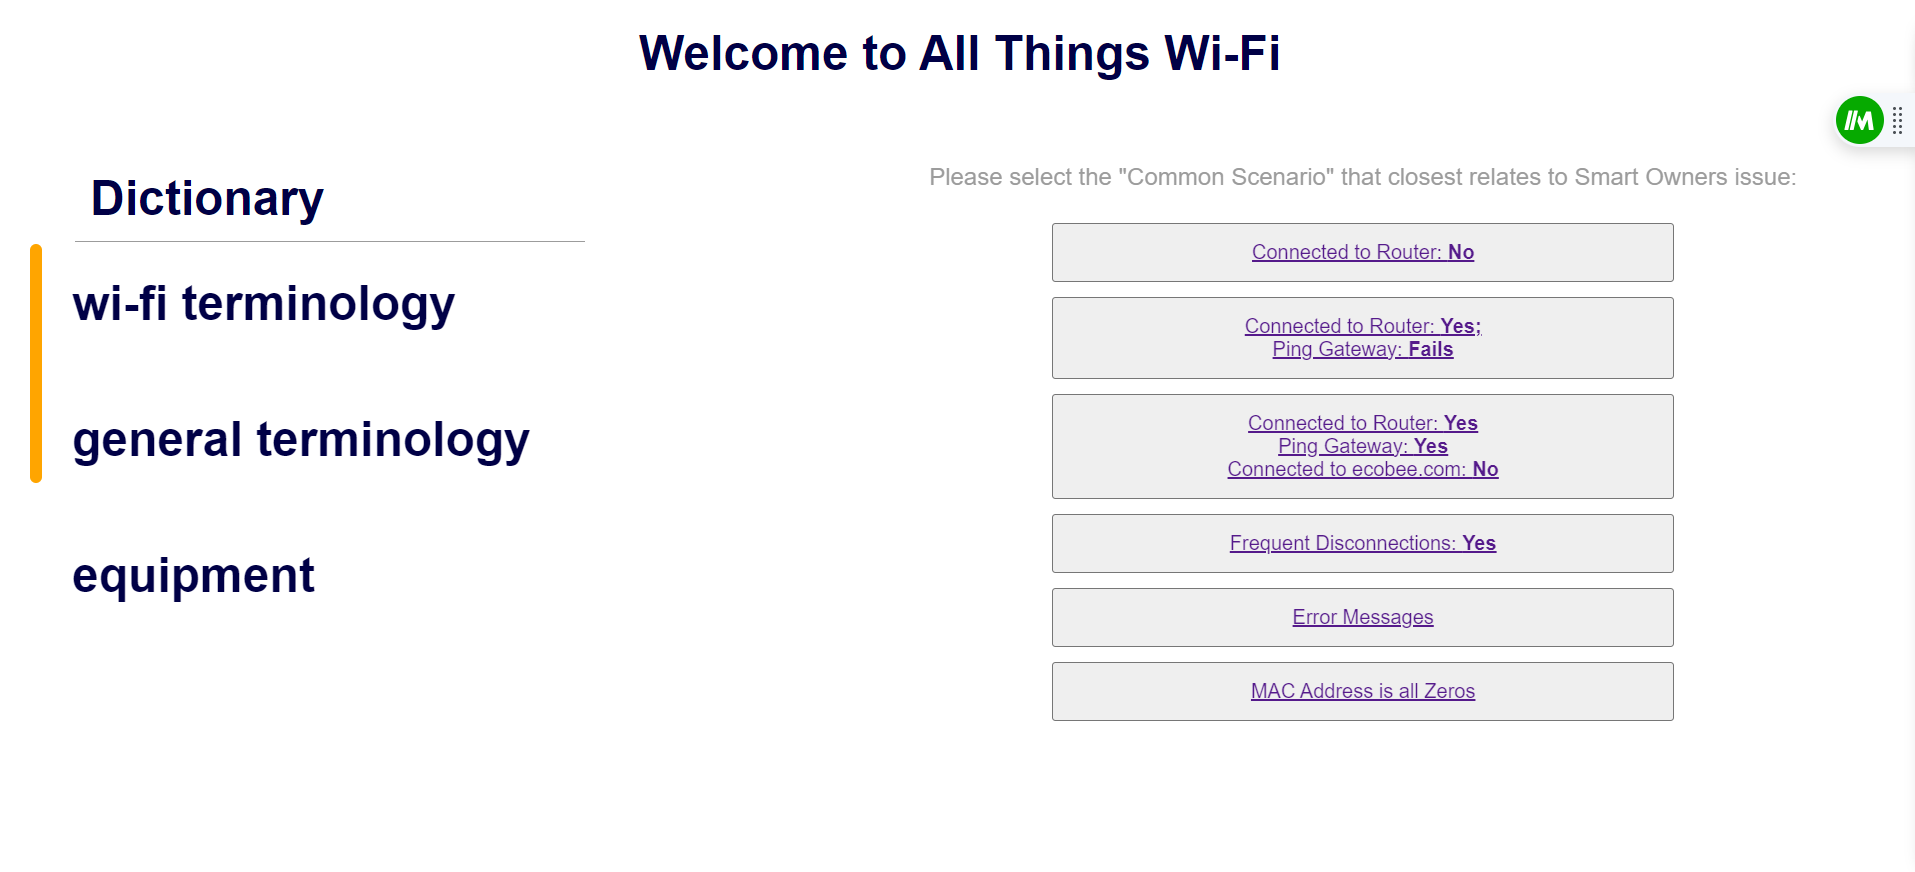 Welcome to All Things Wi-Fi
Dictionary
wi-fi terminology
general terminology
equipment
Please select the "Common Scenario" that closest relates to Smart Owners issue:
Connected to Router: No
Connected to Router: Yes;
Ping Gateway: Fails
Connected to Router: Yes
Ping Gateway: Yes
Connected to ecobee.com: No
Frequent Disconnections: Yes
Error Messages
MAC Address is all Zeros